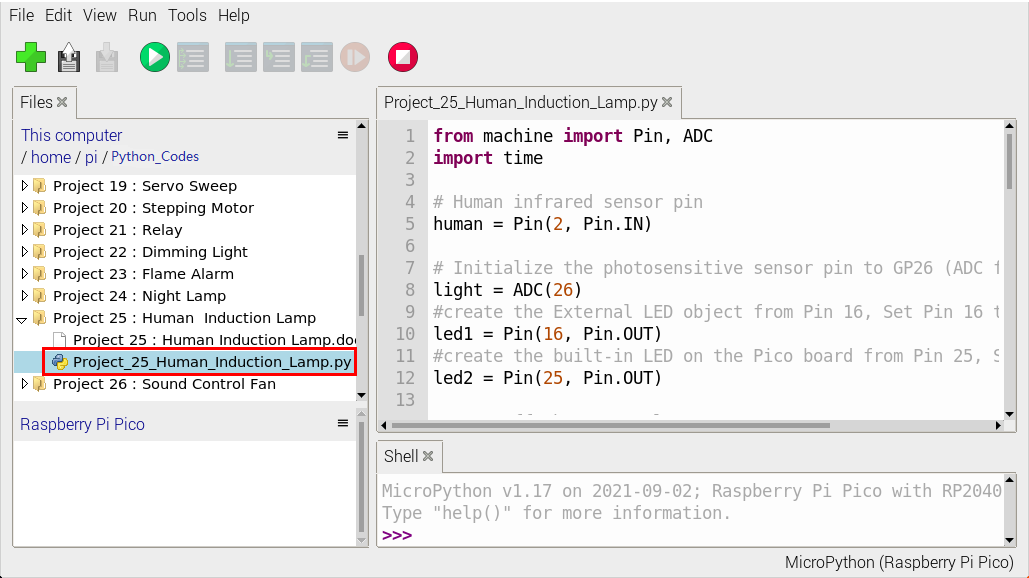 File Edit View Run Tools Help
Files
This computer
/ home / pi / Python_Codes
Project 19 : Servo Sweep
Project 20 : Stepping Motor
Project 21 : Relay
Project 22 : Dimming Light
Project 23 : Flame Alarm
Project 24 : Night Lamp
Project 25 : Human  Induction Lamp
Project 25 : Human Induction Lamp.do
Project_25_Human_Induction_Lamp.py
Project 26 : Sound Control Fan
Raspberry Pi Pico
Project_25_Human_Induction_Lamp.py
1 from machine import Pin, ADC
2 import time
3
4 # Human infrared sensor pin
5 human = Pin(2, Pin.IN)
6
7 # Initialize the photosensitive sensor pin to GP26 (ADC f
8 light = ADC(26)
9 #create the External LED object from Pin 16, Set Pin 16 t
10 led1 = Pin(16, Pin.OUT)
11 #create the built-in LED on the Pico board from Pin 25, S
12 led2 = Pin(25, Pin.OUT)
13
Shell
MicroPython v1.17 on 2021-09-02; Raspberry Pi Pico with RP2040
Type "help()" for more information.
>>>
MicroPython (Raspberry Pi Pico)